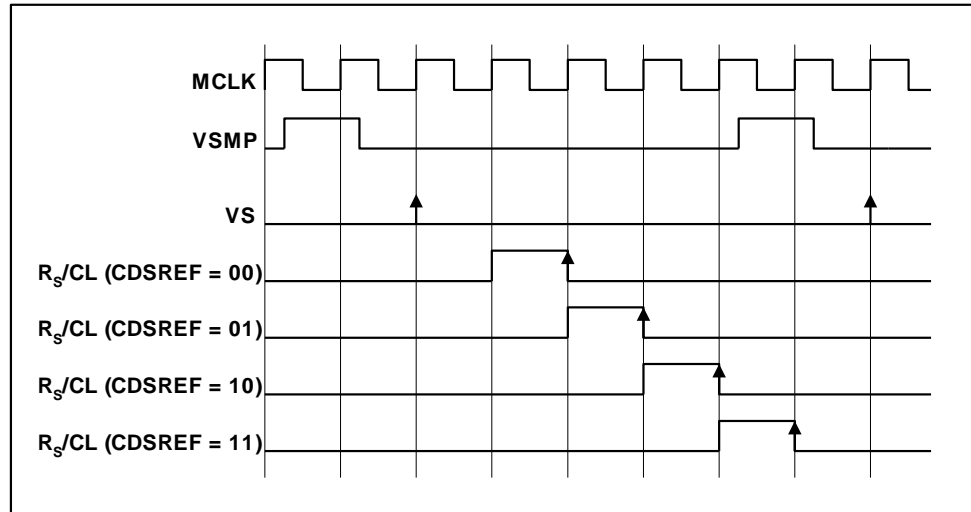 MCLK
VSMP
VS
RS/CL (CDSREF = 00)
RS/CL (CDSREF = 01)
RS/CL (CDSREF = 10)
RS/CL (CDSREF = 11)